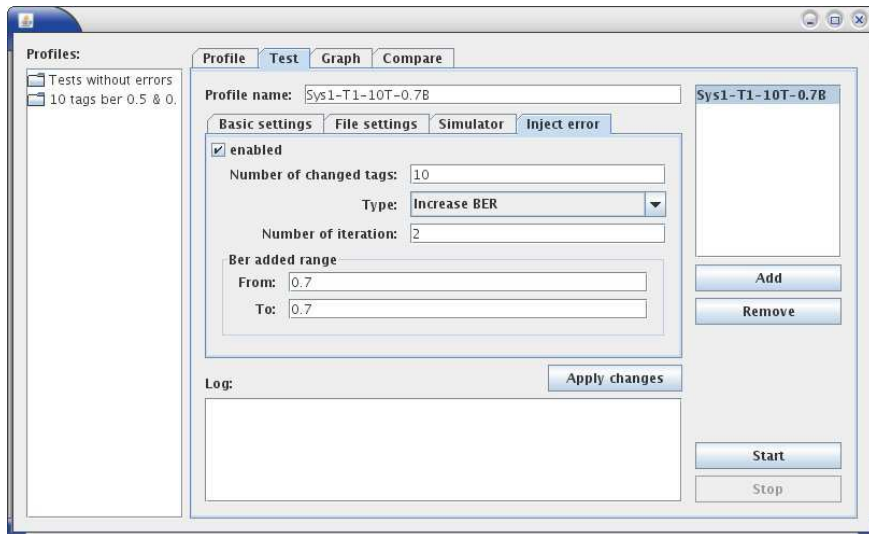 Profiles:
Tests without errors
10 tags ber 0.5 & 0.
Profile Test Graph Compare
Profile name: Sys1-T1-10T-0.7B
Basic settings File settings Simulator Inject error
enabled
Number of changed tags: 10
Type: Increase BER
Number of iteration: 2
Ber added range
From: 0.7
To: 0.7
Apply changes
Log:
Sys1-T1-10T-0.7B
Add
Remove
Start
Stop